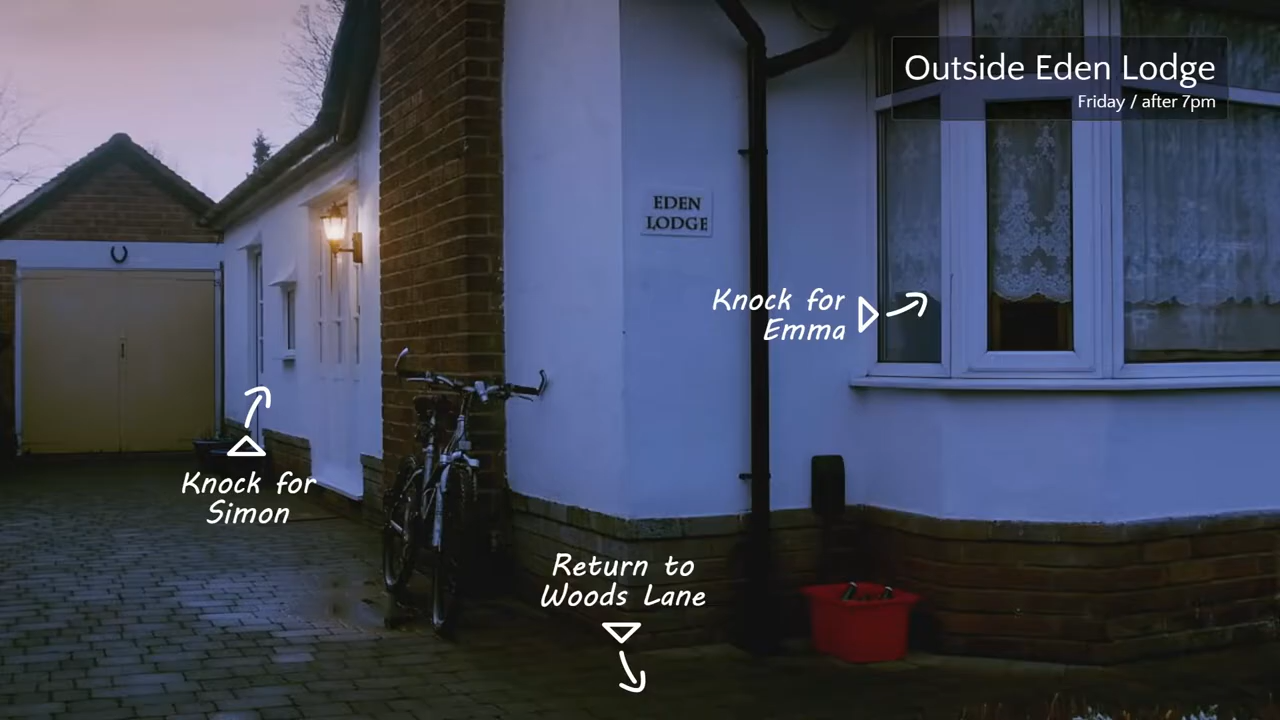 Outside Eden Lodge
Friday / after 7pm
EDEN
LODGE
Knock for
Emma
Knock for
Simon
Return to
Woods Lane